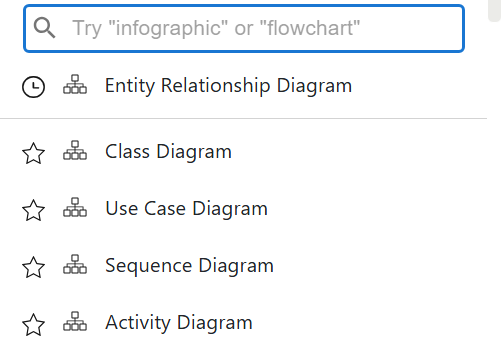 Try "infographic" or "flowchart"
Entity Relationship Diagram
Class Diagram
Use Case Diagram
Sequence Diagram
Activity Diagram